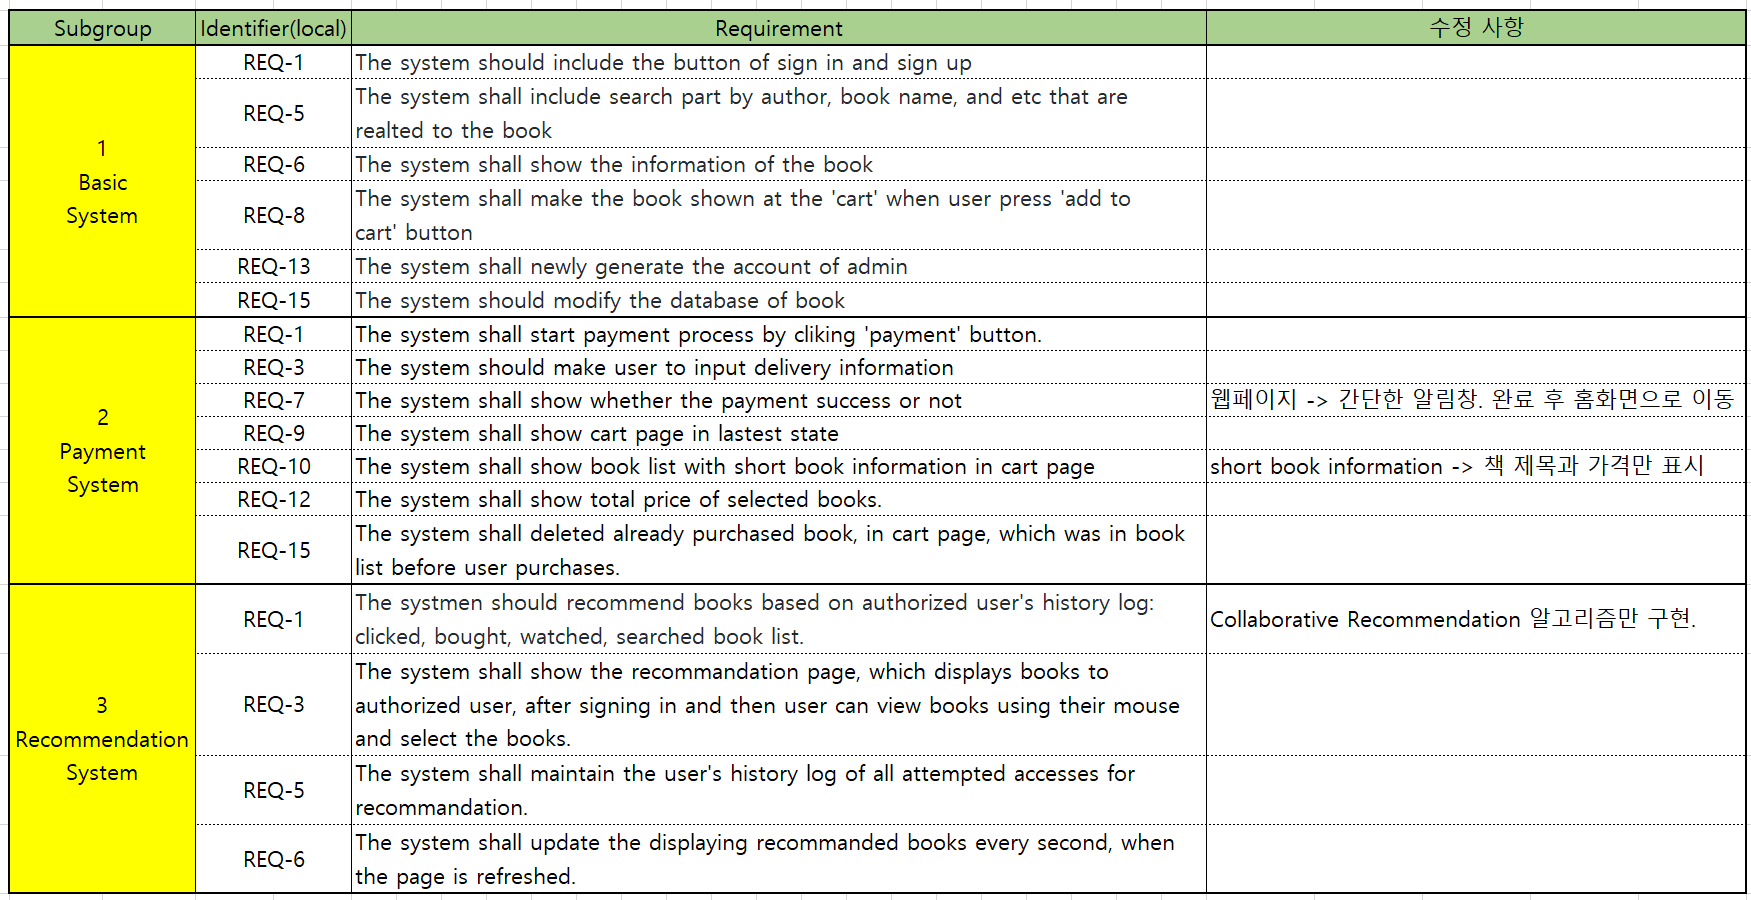 Subgroup Identifier(local) Requirement 수정 사항
1
Basic
System
REQ-1 The system should include the button of sign in and sign up
REQ-5 The system shall include search part by author, book name, and etc that are
realted to the book
REQ-6 The system shall show the information of the book
REQ-8 The system shall make the book shown at the 'cart' when user press 'add to
cart' button
REQ-13 The system shall newly generate the account of admin
REQ-15 The system should modify the database of book
2
Payment
System
REQ-1 The system shall start payment process by cliking 'payment' button.
REQ-3 The system should make user to input delivery information
REQ-7 The system shall show whether the payment success or not 웹페이지 -> 간단한 알림창. 완료 후 홈화면으로 이동
REQ-9 The system shall show cart page in lastest state
REQ-10 The system shall show book list with short book information in cart page short book information -> 책 제목과 가격만 표시
REQ-12 The system shall show total price of selected books.
REQ-15 The system shall deleted already purchased book, in cart page, which was in book
list before user purchases.
3
Recommendation
System
REQ-1 The systmen should recommend books based on authorized user's history log:
clicked, bought, watched, searched book list.
Collaborative Recommendation 알고리즘만 구현.
REQ-3 The system shall show the recommandation page, which displays books to
authorized user, after signing in and then user can view books using their mouse
and select the books.
REQ-5 The system shall maintain the user's history log of all attempted accesses for
recommandation.
REQ-6 The system shall update the displaying recommanded books every second, when
the page is refreshed.